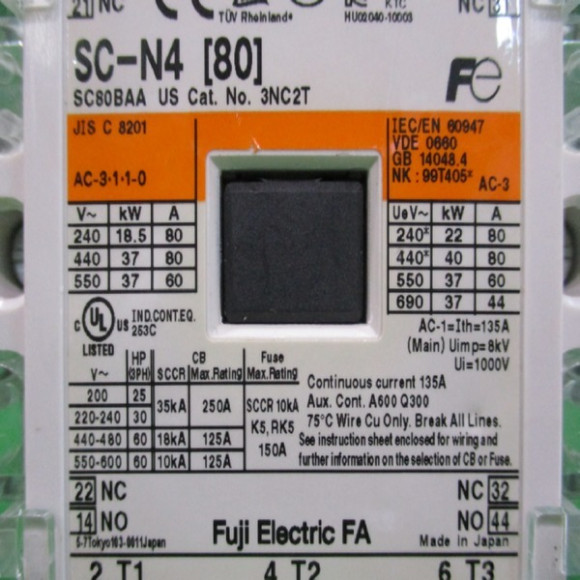 21 NC
TÜV Rheinland
KTC
HU02040-10003
NC 31
SC-N4 [80]
SC80BAA US Cat. No. 3NC2T
Fe
JIS C 8201
AC-3·1·1-0
IEC/EN 60947
VDE 0660
GB 14048.4
NK : 99T405* AC-3
V~ kW A
240 18.5 80
440 37 80
550 37 60
UeV~ kW A
240* 22 80
440* 40 80
550 37 60
690 37 44
C UL US IND.CONT.EQ.
253C
LISTED
AC-1=Ith=135A
(Main) Uimp=8kV
Ui=1000V
V~ HP (3PH) SCCR CB Max.Rating Fuse Max.Rating
200 25 35kA 250A SCCR 10kA
220-240 30 K5, RK5
440-480 60 18kA 125A 150A
550-600 60 10kA 125A
Continuous current 135A
Aux. Cont. A600 Q300
75°C Wire Cu Only. Break All Lines.
See instruction sheet enclosed for wiring and
further information on the selection of CB or Fuse.
22 NC
NC 32
14 NO
Fuji Electric FA
NO 44
Made in Japan
2 T1 4 T2 6 T3